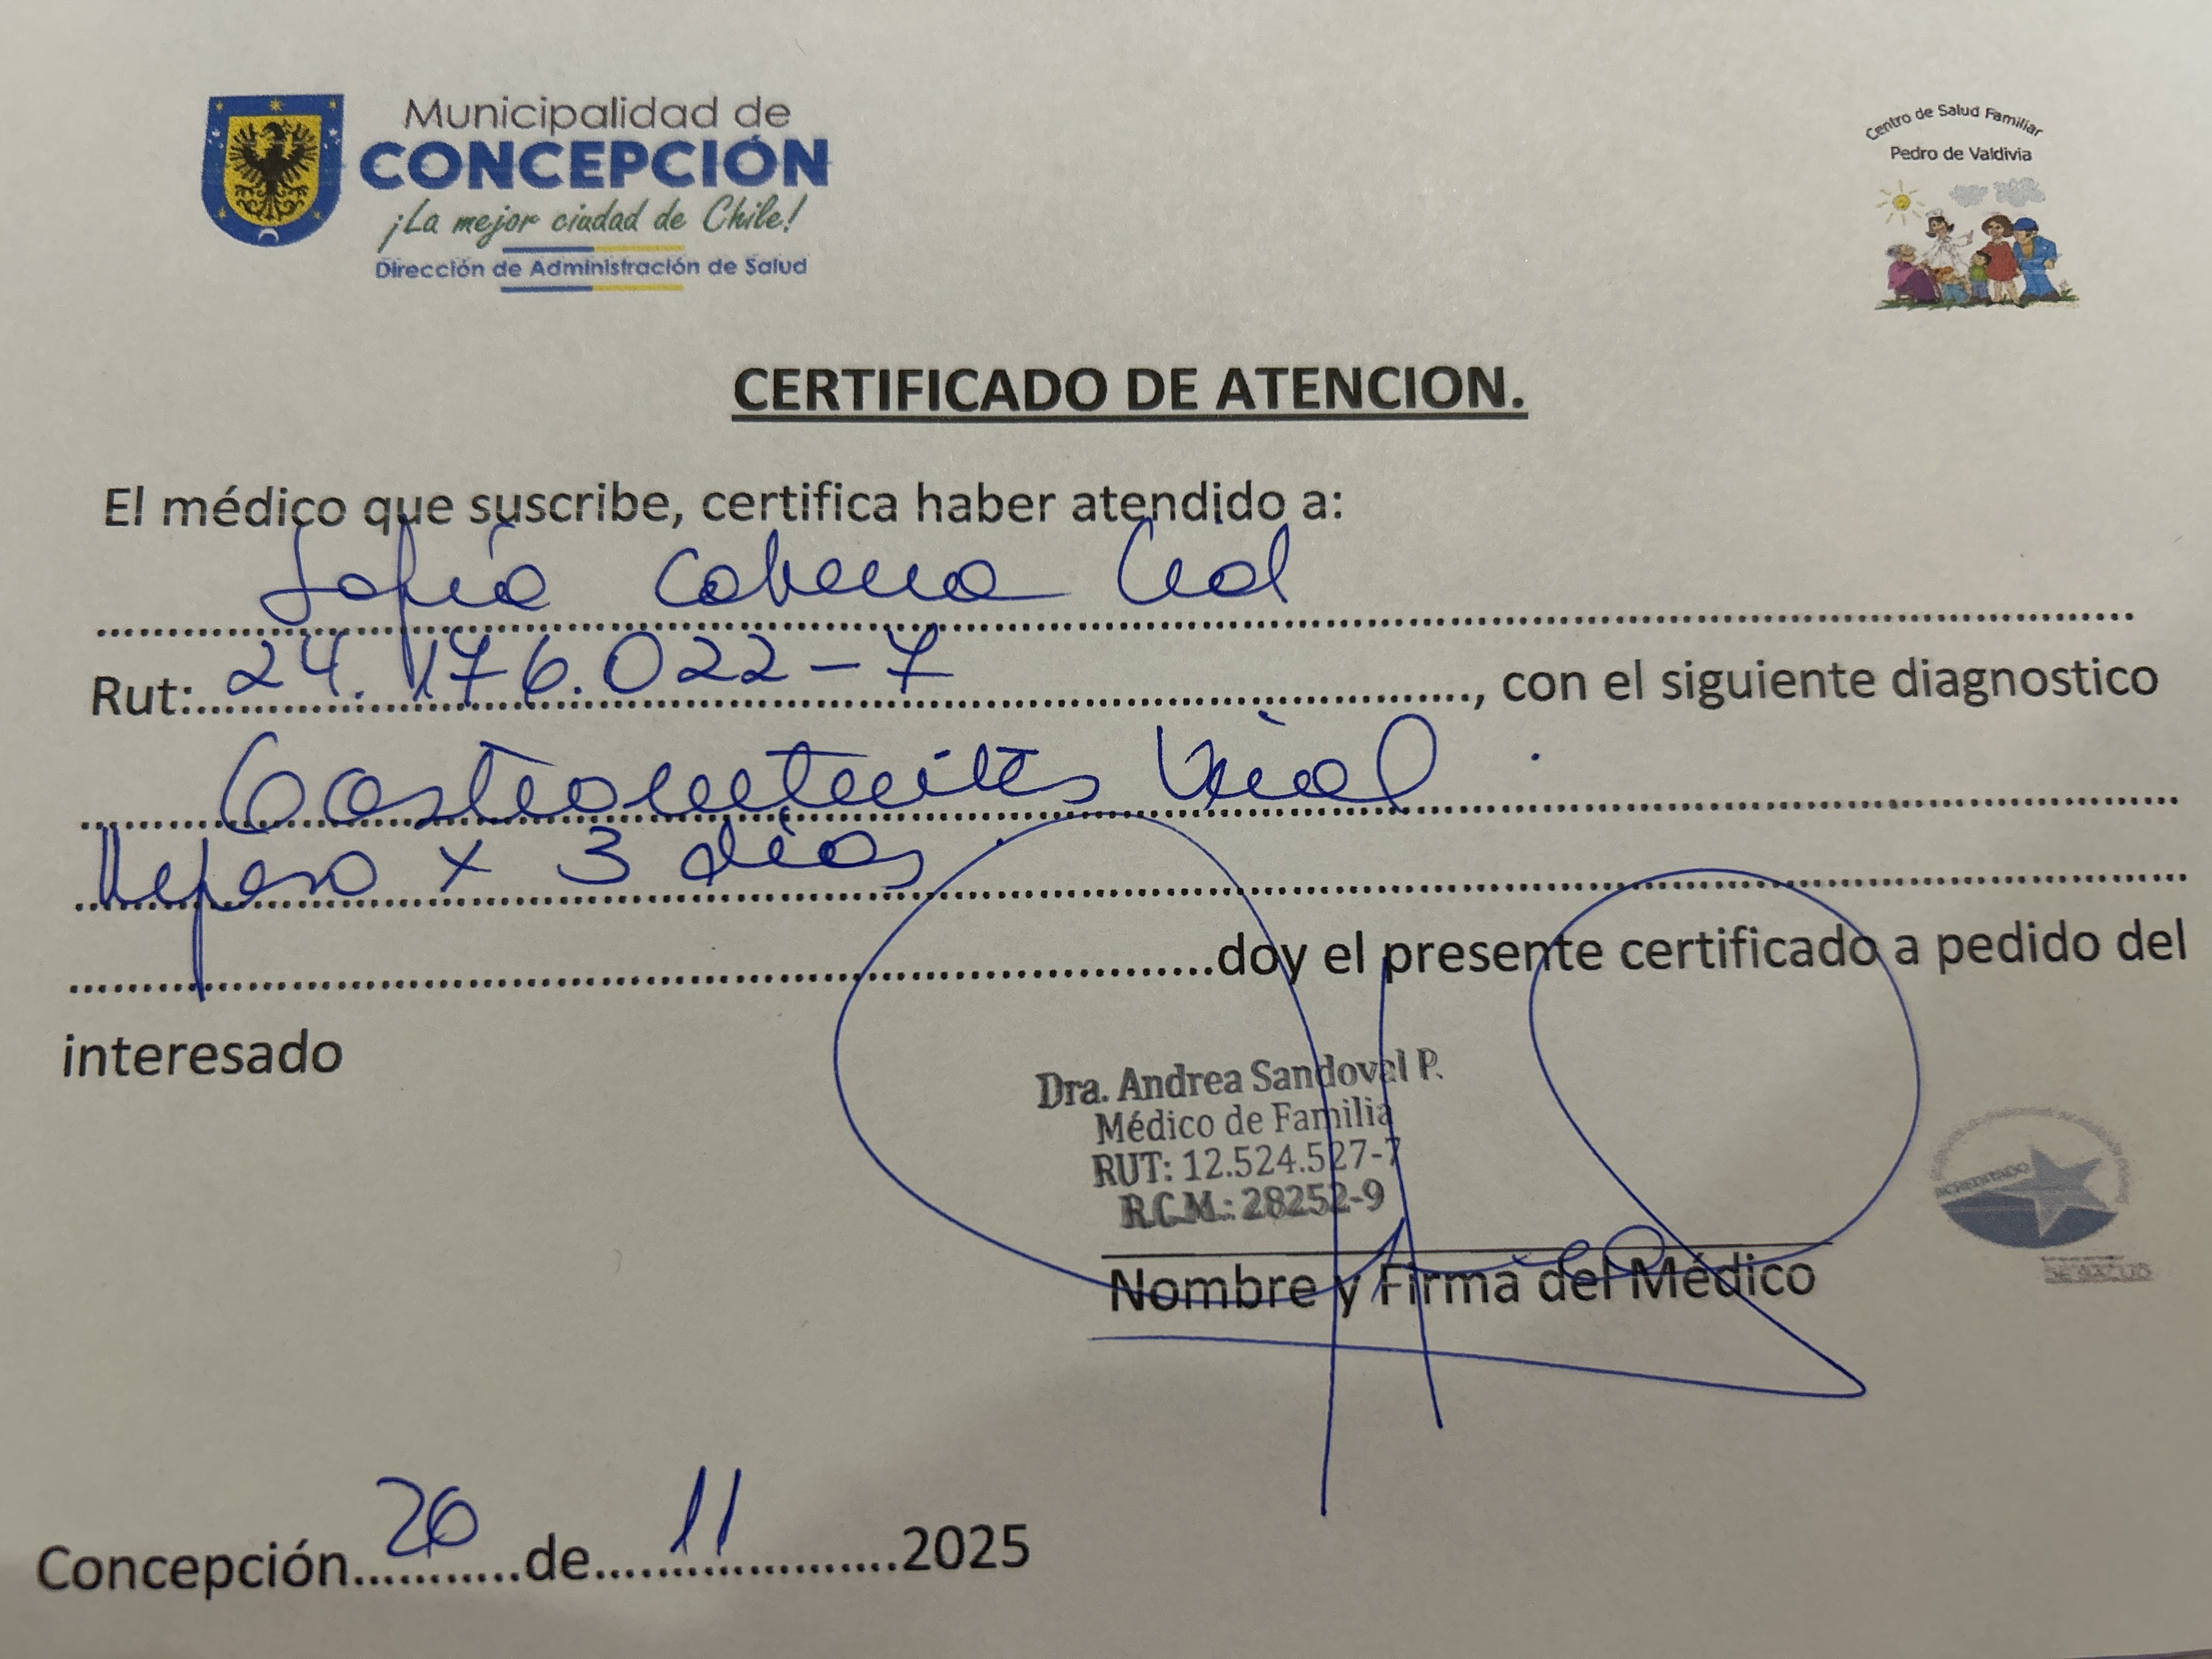 Municipalidad de
CONCEPCIÓN
¡La mejor ciudad de Chile!
Dirección de Administración de Salud
Centro de Salud Familiar
Pedro de Valdivia
CERTIFICADO DE ATENCION.
El médico que suscribe, certifica haber atendido a:
Sofía
Rut: 24.176.022-7, con el siguiente diagnostico
Gastroenteritis Viral.
Reposo x 3 días.
doy el presente certificado a pedido del
interesado
Dra. Andrea Sandoval P.
Médico de Familia
RUT: 12.524.527-7
R.C.M.: 28252-9
Nombre y Firma del Médico
ACREDITADO
Concepción 26 de 11 2025